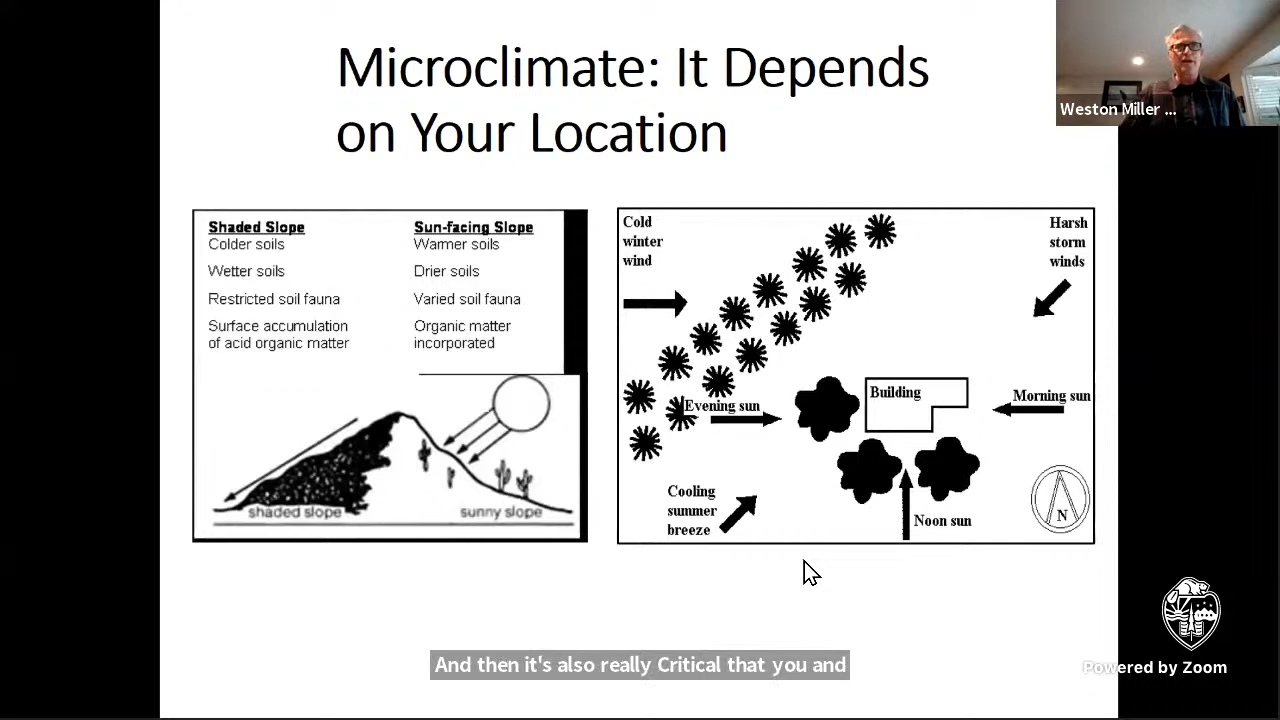 Microclimate: It Depends
on Your Location
Weston Miller ...
Shaded Slope
Colder soils
Wetter soils
Restricted soil fauna
Surface accumulation
of acid organic matter
Sun-facing Slope
Warmer soils
Drier soils
Varied soil fauna
Organic matter
incorporated
shaded slope
sunny slope
Cold
winter
wind
Harsh
storm
winds
Building
Evening sun
Morning sun
Cooling
summer
breeze
Noon sun
N
And then it's also really Critical that you and
Powered by Zoom